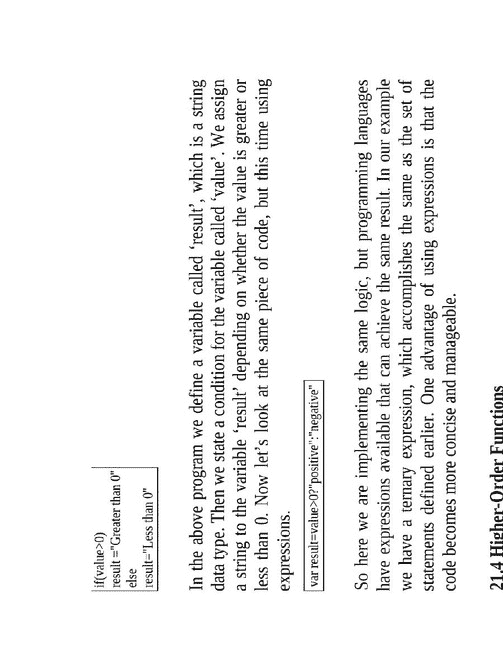 if(value>0)
result ="Greater than 0"
else
result="Less than 0"
In the above program we define a variable called ‘result’, which is a string
data type. Then we state a condition for the variable called ‘value’. We assign
a string to the variable ‘result’ depending on whether the value is greater or
less than 0. Now let’s look at the same piece of code, but this time using
expressions.
var result=value>0?"positive":"negative"
So here we are implementing the same logic, but programming languages
have expressions available that can achieve the same result. In our example
we have a ternary expression, which accomplishes the same as the set of
statements defined earlier. One advantage of using expressions is that the
code becomes more concise and manageable.
21.4 Higher-Order Functions